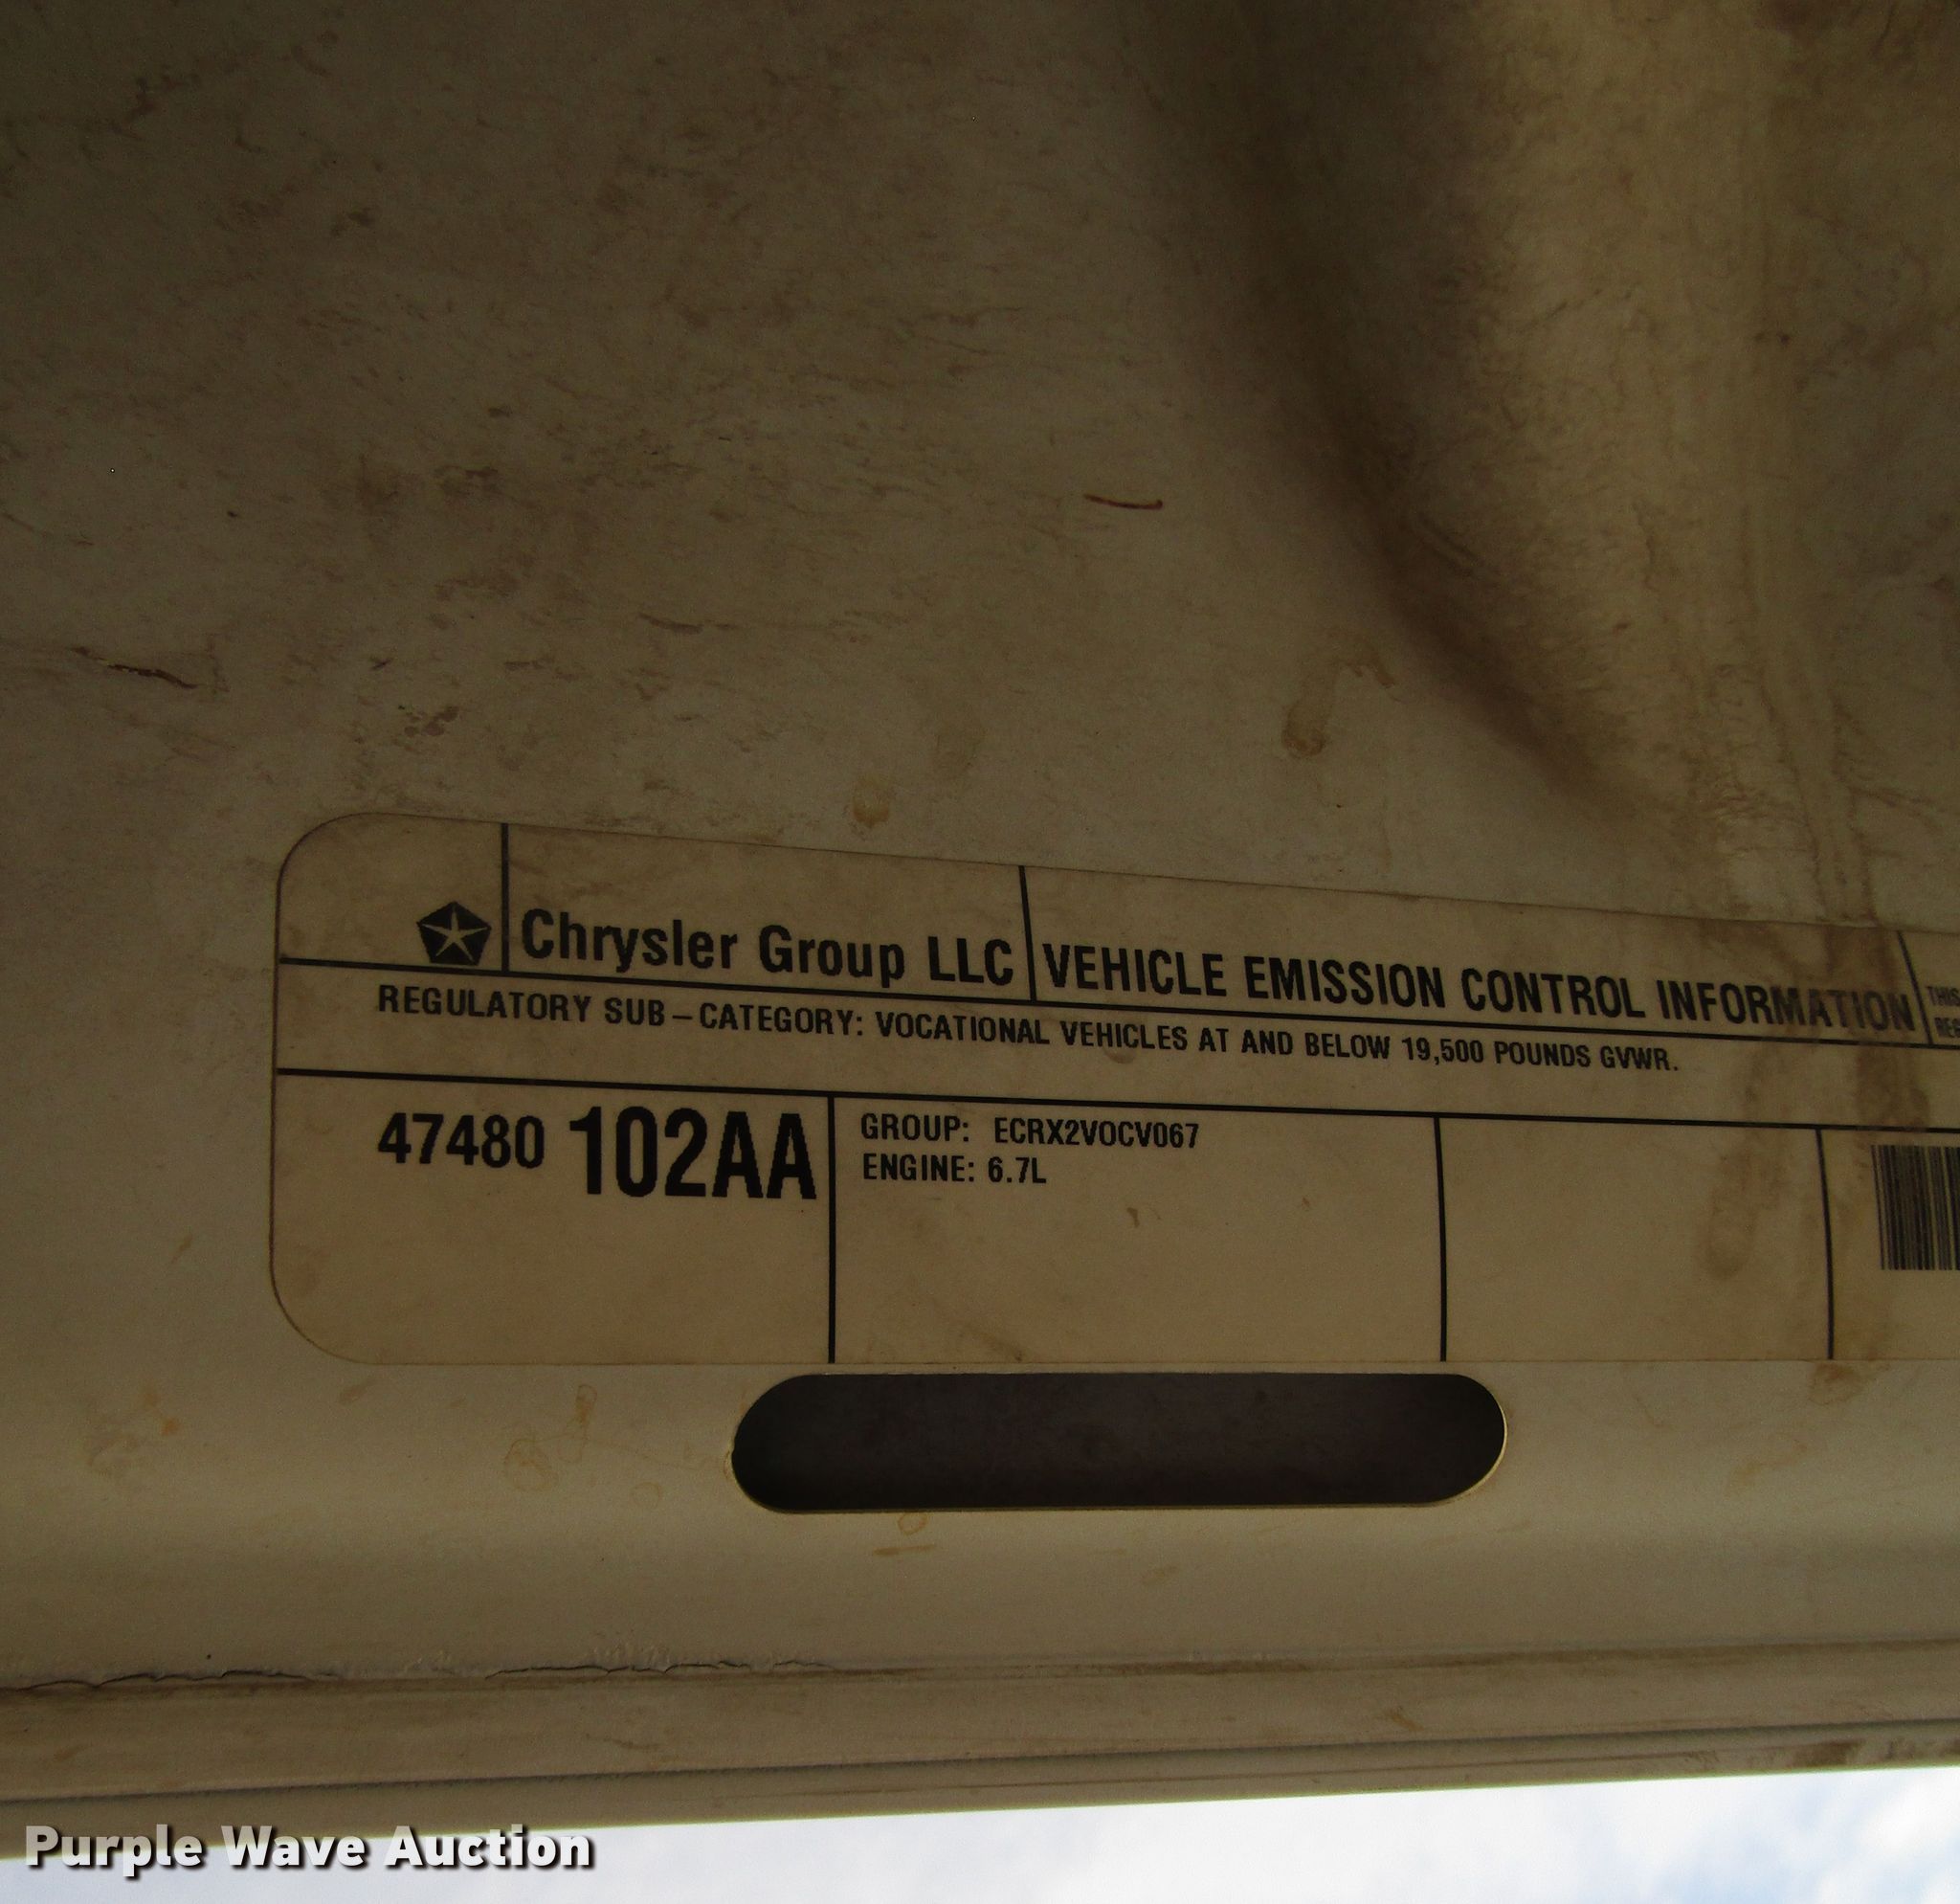 Chrysler Group LLC VEHICLE EMISSION CONTROL INFORMATION THIS
REGULATORY SUB-CATEGORY: VOCATIONAL VEHICLES AT AND BELOW 19,500 POUNDS GVWR.
47480 102AA
GROUP: ECRX2VOCV067
ENGINE: 6.7L
Purple Wave Auction